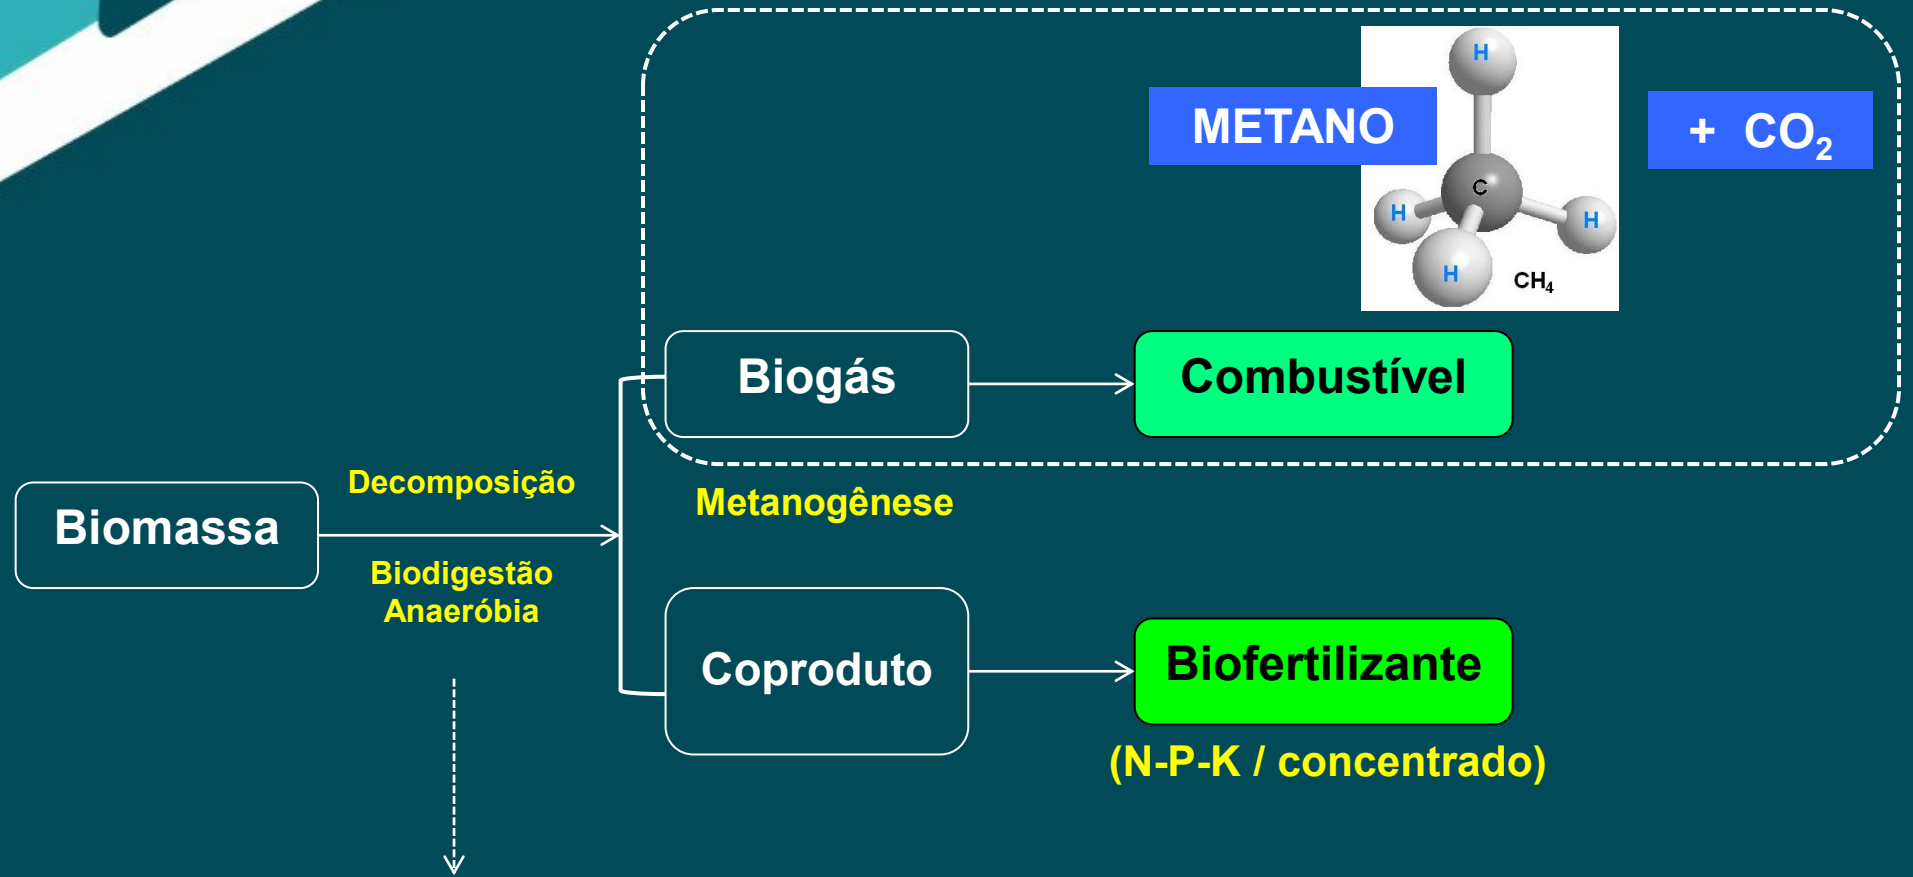 H
METANO
+ CO₂
C
H
H
H
CH₄
Biogás
Combustível
Decomposição
Metanogênese
Biomassa
Biodigestão
Anaeróbia
Coproduto
Biofertilizante
(N-P-K / concentrado)